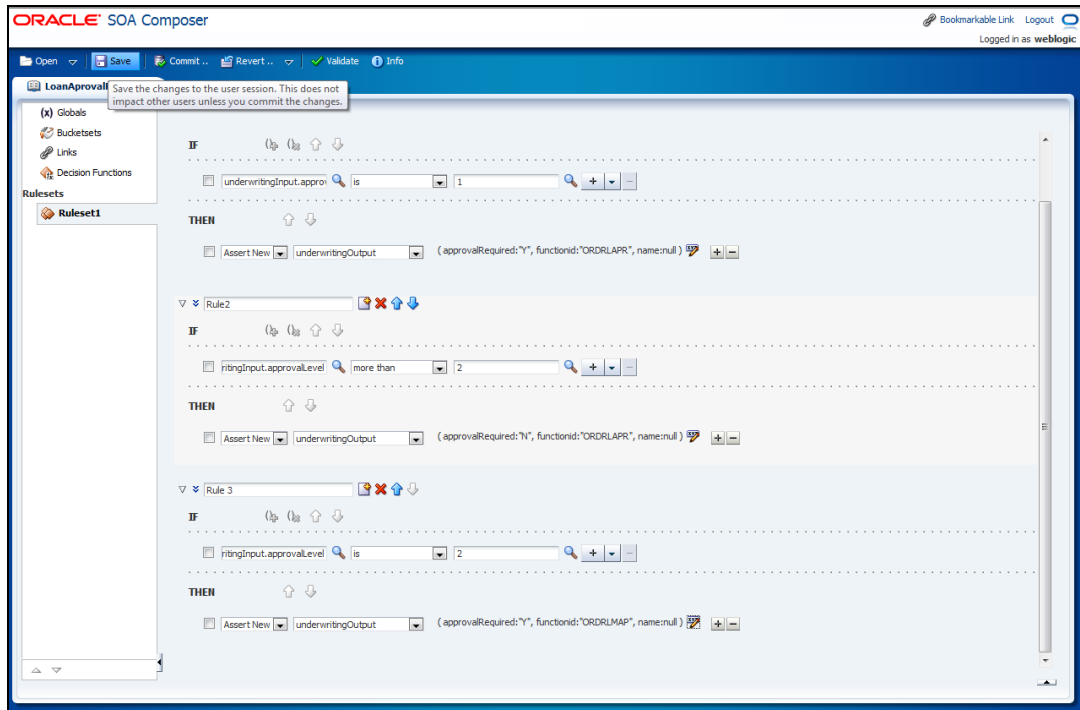 ORACLE SOA Composer
Bookmarkable Link Logout
Logged in as weblogic
Open Save Commit .. Revert .. Validate Info
Save the changes to the user session. This does not
impact other users unless you commit the changes.
(x) Globals
Bucketsets
Links
Decision Functions
Rulesets
Ruleset1
IF
underwritingInput.approv is 1
THEN
Assert New underwritingOutput (approvalRequired:"Y", functionid:"ORDRLAPR", name:null )
Rule2
IF
ritingInput.approvalLevel more than 2
THEN
Assert New underwritingOutput (approvalRequired:"N", functionid:"ORDRLAPR", name:null )
Rule 3
IF
ritingInput.approvalLevel is 2
THEN
Assert New underwritingOutput (approvalRequired:"Y", functionid:"ORDRLMAP", name:null )